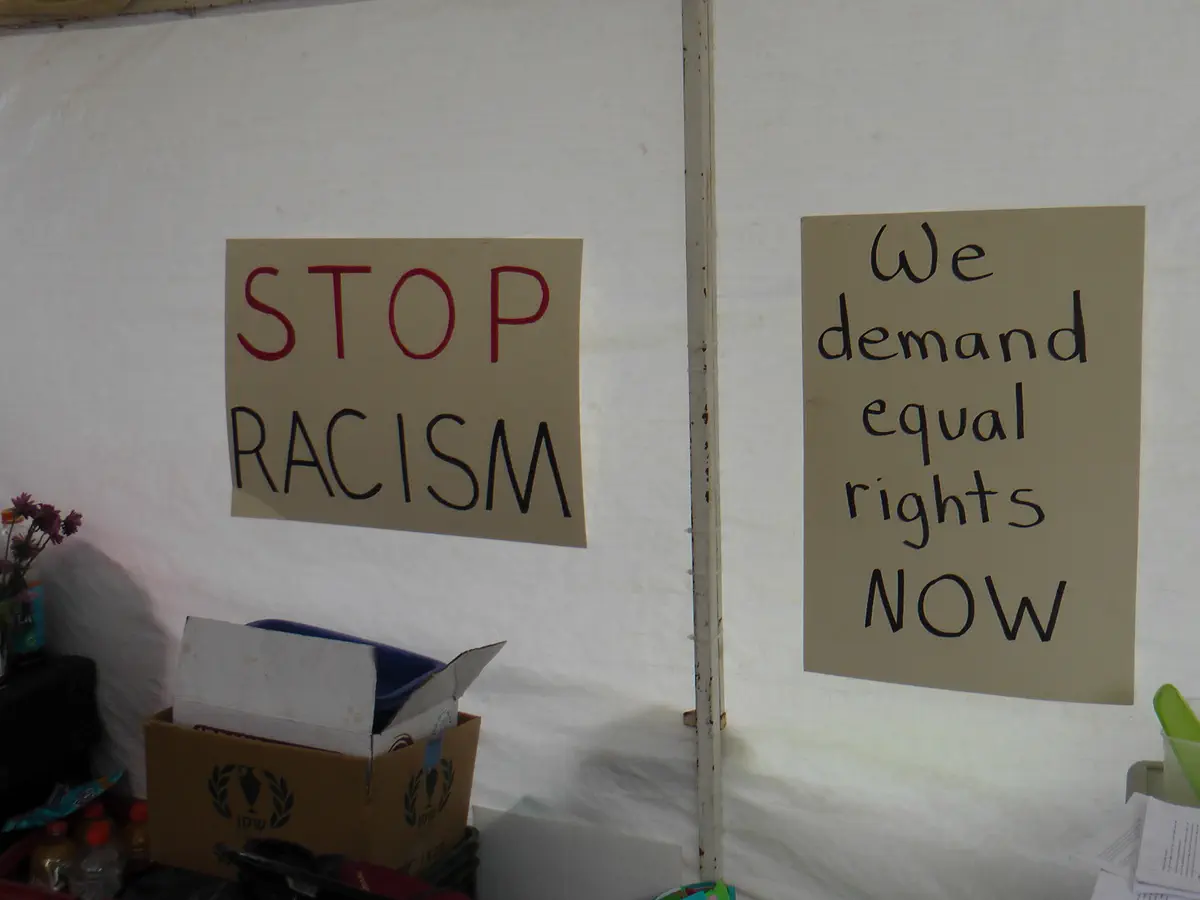 STOP
RACISM
We
demand
equal
rights
NOW